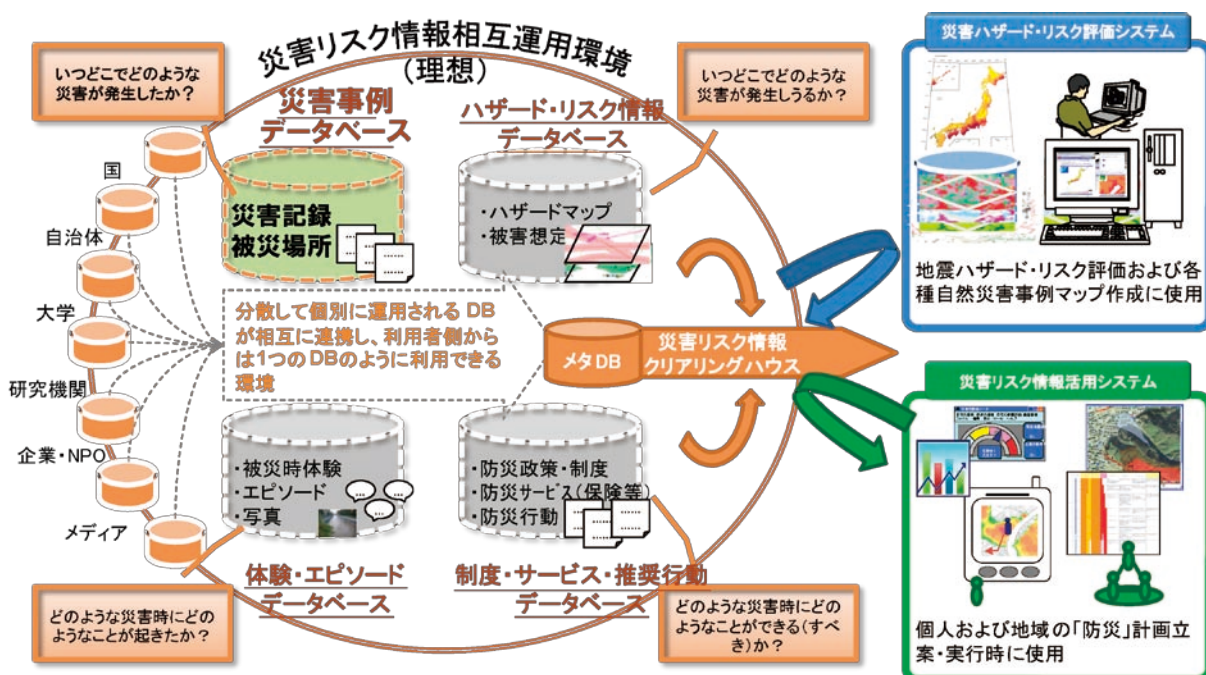 災害リスク情報相互運用環境
(理想)
いつどこでどのような
災害が発生したか?
災害事例
データベース
災害記録
被災場所
ハザード・リスク情報
データベース
・ハザードマップ
・被害想定
いつどこでどのような
災害が発生しうるか?
国
自治体
大学
研究機関
企業・NPO
メディア
分散して個別に運用される DB
が相互に連携し、利用者側から
は1つのDBのように利用できる
環境
メタ DB
災害リスク情報
クリアリングハウス
・被災時体験
・エピソード
・写真
体験・エピソード
データベース
・防災政策・制度
・防災サービス(保険等)
・防災行動
制度・サービス・推奨行動
データベース
どのような災害時にどの
ようなことが起きたか?
どのような災害時にどの
ようなことができる(すべ
き)か?
災害ハザード・リスク評価システム
地震ハザード・リスク評価および各
種自然災害事例マップ作成に使用
災害リスク情報活用システム
個人および地域の「防災」計画立
案・実行時に使用